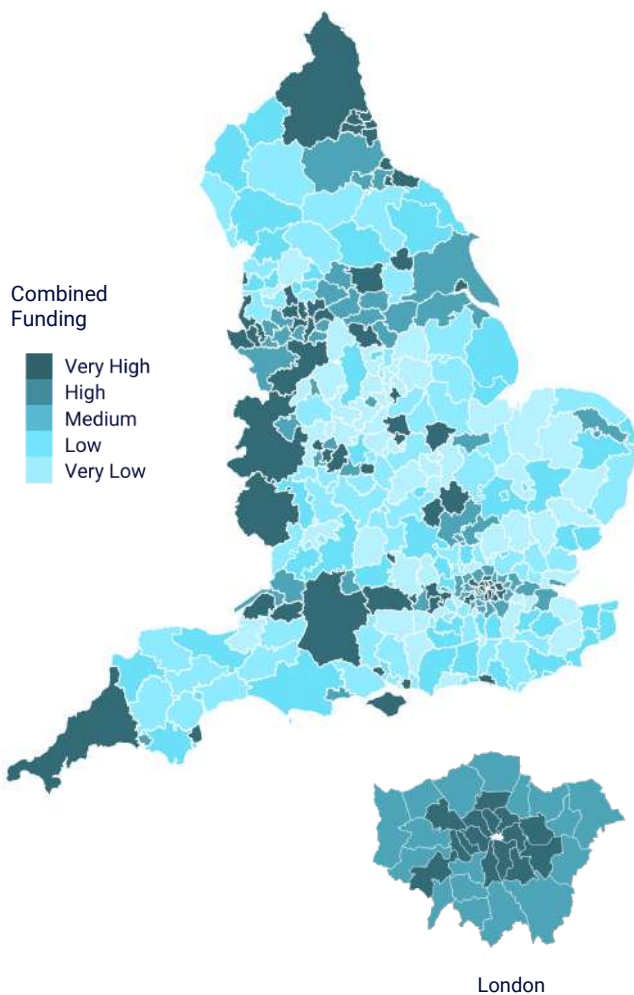 Combined
Funding
Very High
High
Medium
Low
Very Low
London